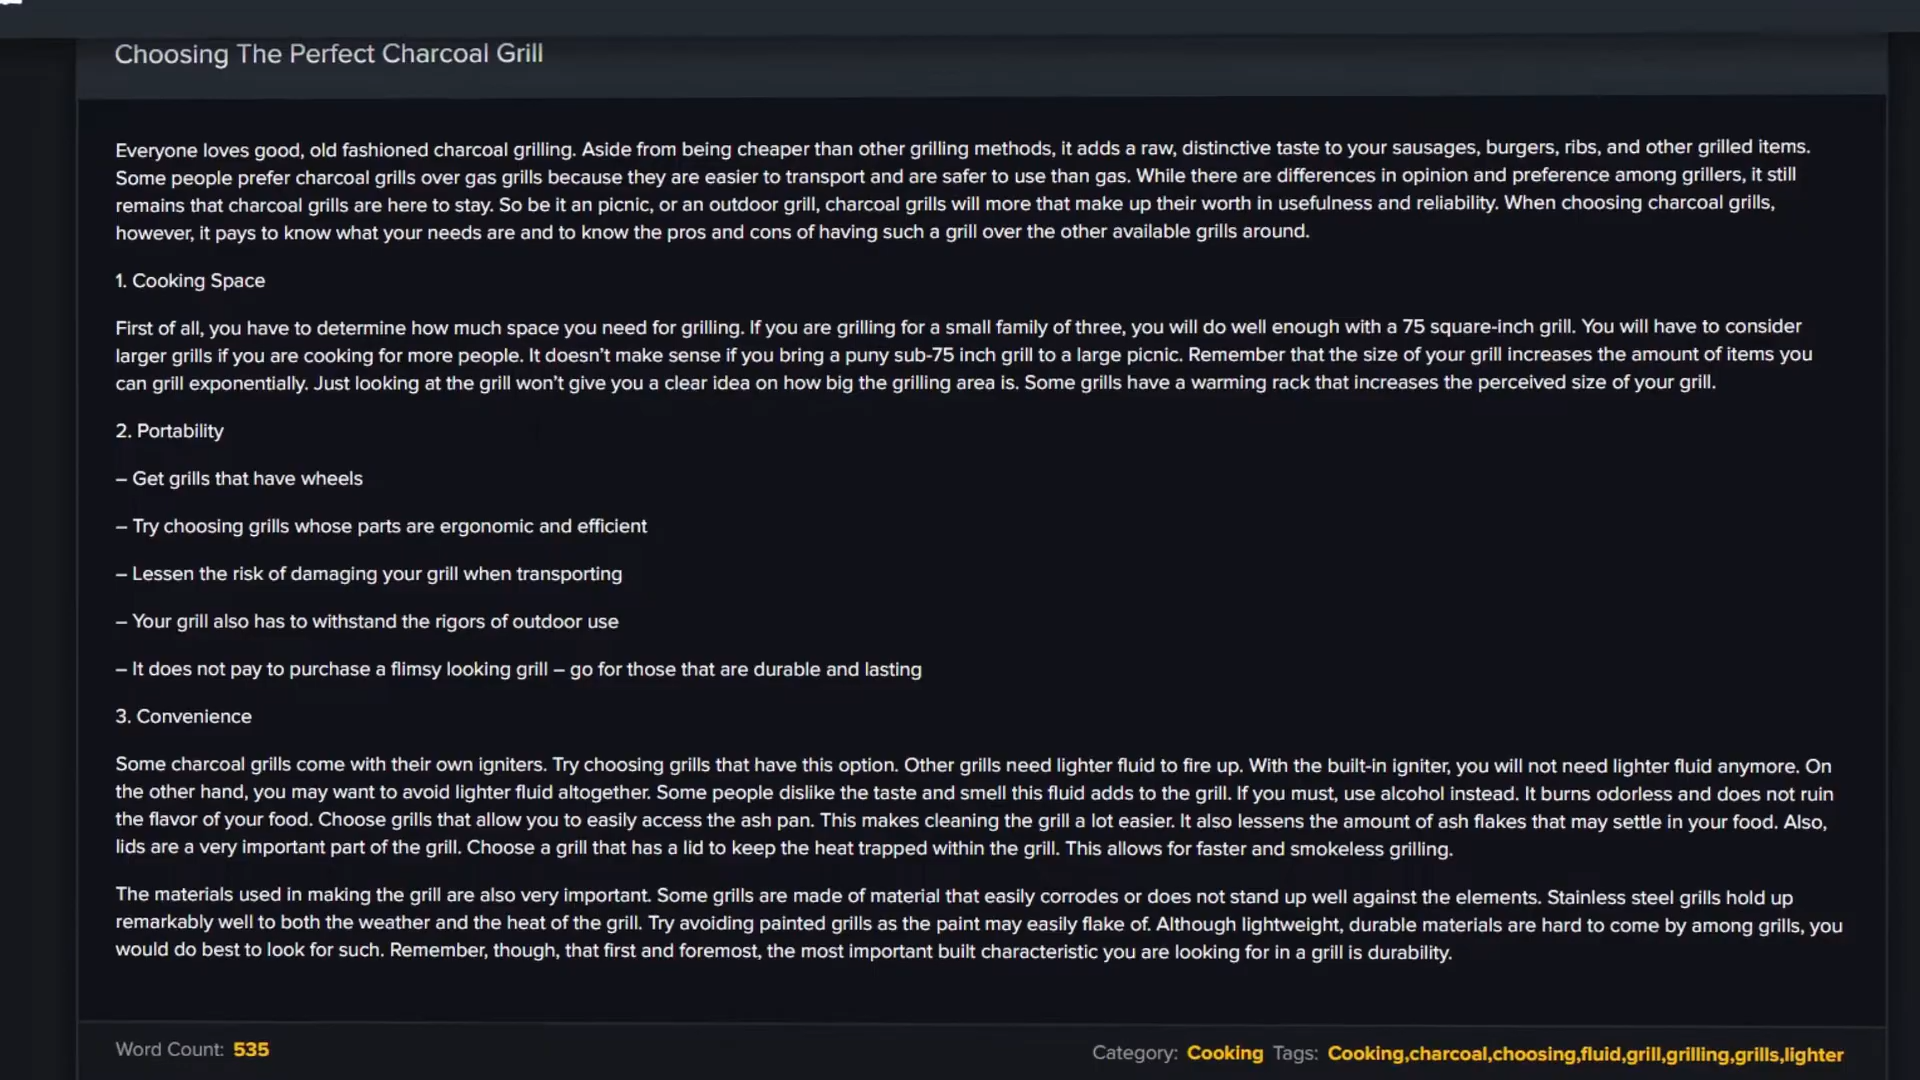 Choosing The Perfect Charcoal Grill
Everyone loves good, old fashioned charcoal grilling. Aside from being cheaper than other grilling methods, it adds a raw, distinctive taste to your sausages, burgers, ribs, and other grilled items.
Some people prefer charcoal grills over gas grills because they are easier to transport and are safer to use than gas. While there are differences in opinion and preference among grillers, it still
remains that charcoal grills are here to stay. So be it an picnic, or an outdoor grill, charcoal grills will more that make up their worth in usefulness and reliability. When choosing charcoal grills,
however, it pays to know what your needs are and to know the pros and cons of having such a grill over the other available grills around.
1. Cooking Space
First of all, you have to determine how much space you need for grilling. If you are grilling for a small family of three, you will do well enough with a 75 square-inch grill. You will have to consider
larger grills if you are cooking for more people. It doesn't make sense if you bring a puny sub-75 inch grill to a large picnic. Remember that the size of your grill increases the amount of items you
can grill exponentially. Just looking at the grill won't give you a clear idea on how big the grilling area is. Some grills have a warming rack that increases the perceived size of your grill.
2. Portability
– Get grills that have wheels
– Try choosing grills whose parts are ergonomic and efficient
– Lessen the risk of damaging your grill when transporting
– Your grill also has to withstand the rigors of outdoor use
– It does not pay to purchase a flimsy looking grill – go for those that are durable and lasting
3. Convenience
Some charcoal grills come with their own igniters. Try choosing grills that have this option. Other grills need lighter fluid to fire up. With the built-in igniter, you will not need lighter fluid anymore. On
the other hand, you may want to avoid lighter fluid altogether. Some people dislike the taste and smell this fluid adds to the grill. If you must, use alcohol instead. It burns odorless and does not ruin
the flavor of your food. Choose grills that allow you to easily access the ash pan. This makes cleaning the grill a lot easier. It also lessens the amount of ash flakes that may settle in your food. Also,
lids are a very important part of the grill. Choose a grill that has a lid to keep the heat trapped within the grill. This allows for faster and smokeless grilling.
The materials used in making the grill are also very important. Some grills are made of material that easily corrodes or does not stand up well against the elements. Stainless steel grills hold up
remarkably well to both the weather and the heat of the grill. Try avoiding painted grills as the paint may easily flake of. Although lightweight, durable materials are hard to come by among grills, you
would do best to look for such. Remember, though, that first and foremost, the most important built characteristic you are looking for in a grill is durability.
Word Count: 535
Category: Cooking Tags: Cooking,charcoal,choosing,fluid,grill,grilling,grills,lighter